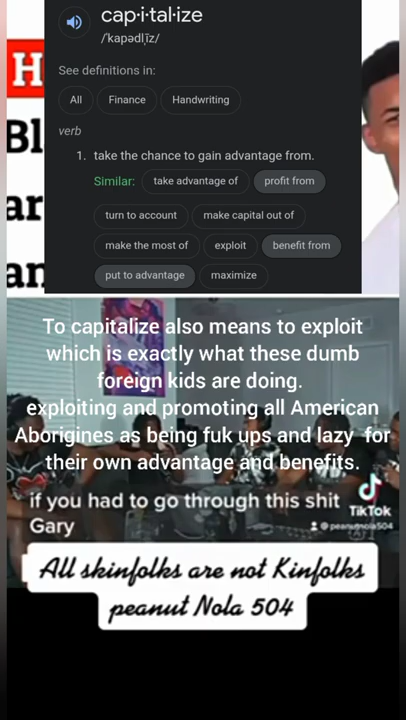 cap·i·tal·ize
/ˈkapədlˌīz/
See definitions in:
All Finance Handwriting
verb
1. take the chance to gain advantage from.
Similar: take advantage of profit from
turn to account make capital out of
make the most of exploit benefit from
put to advantage maximize
H
Bl
ar
an
To capitalize also means to exploit
which is exactly what these dumb
foreign kids are doing.
exploiting and promoting all American
Aborigines as being fuk ups and lazy for
their own advantage and benefits.
if you had to go through this shit
Gary
TikTok
@peanutnola504
All skinfolks are not Kinfolks
peanut Nola 504